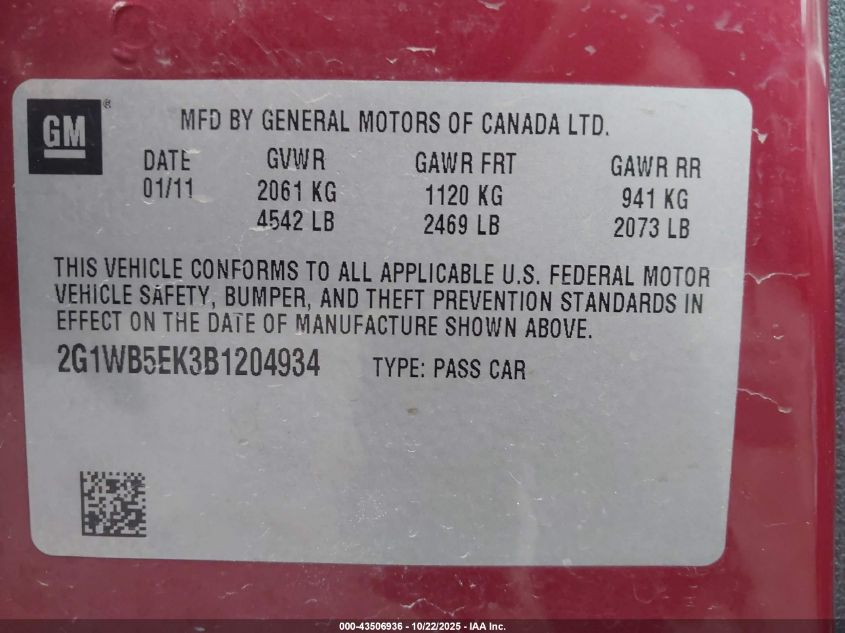 GM ®
MFD BY GENERAL MOTORS OF CANADA LTD.
DATE GVWR GAWR FRT GAWR RR
01/11 2061 KG 1120 KG 941 KG
4542 LB 2469 LB 2073 LB
THIS VEHICLE CONFORMS TO ALL APPLICABLE U.S. FEDERAL MOTOR
VEHICLE SAFETY, BUMPER, AND THEFT PREVENTION STANDARDS IN
EFFECT ON THE DATE OF MANUFACTURE SHOWN ABOVE.
2G1WB5EK3B1204934 TYPE: PASS CAR
000-43506936 - 10/22/2025 - IAA Inc.